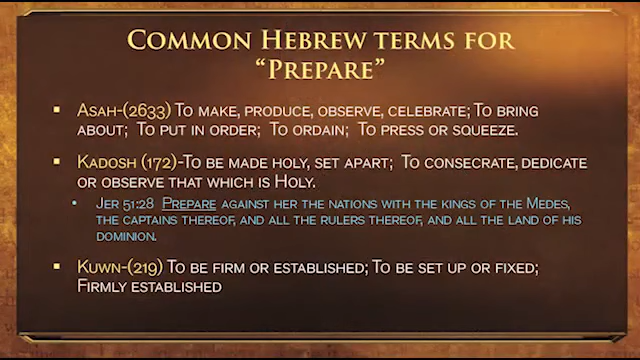 Common Hebrew terms for
"Prepare"
Asah-(2633) To make, produce, observe, celebrate; To bring
about; To put in order; To ordain; To press or squeeze.
Kadosh (172)-To be made holy, set apart; To consecrate, dedicate
or observe that which is Holy.
Jer 51:28 Prepare against her the nations with the kings of the Medes,
the captains thereof, and all the rulers thereof, and all the land of his
dominion.
Kuwn-(219) To be firm or established; To be set up or fixed;
Firmly established